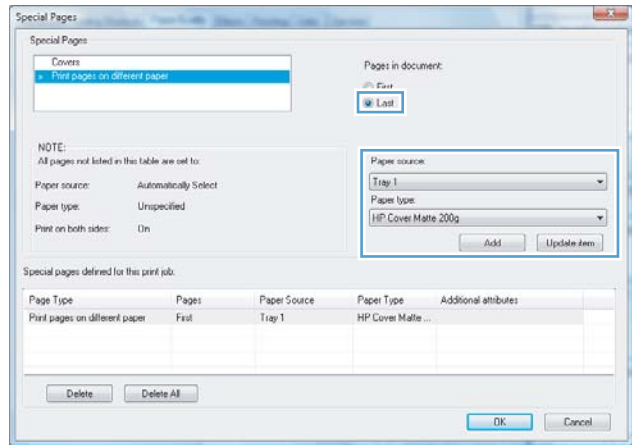 Special Pages
Special Pages
Covers
Print pages on different paper
Pages in document:
First
Last
NOTE:
All pages not listed in this table are set to:
Paper source: Automatically Select
Paper type: Unspecified
Print on both sides: On
Paper source:
Tray 1
Paper type:
HP Cover Matte 200g
Add Update item
Special pages defined for this print job:
Page Type Pages Paper Source Paper Type Additional attributes
Print pages on different paper First Tray 1 HP Cover Matte ...
Delete Delete All
OK Cancel